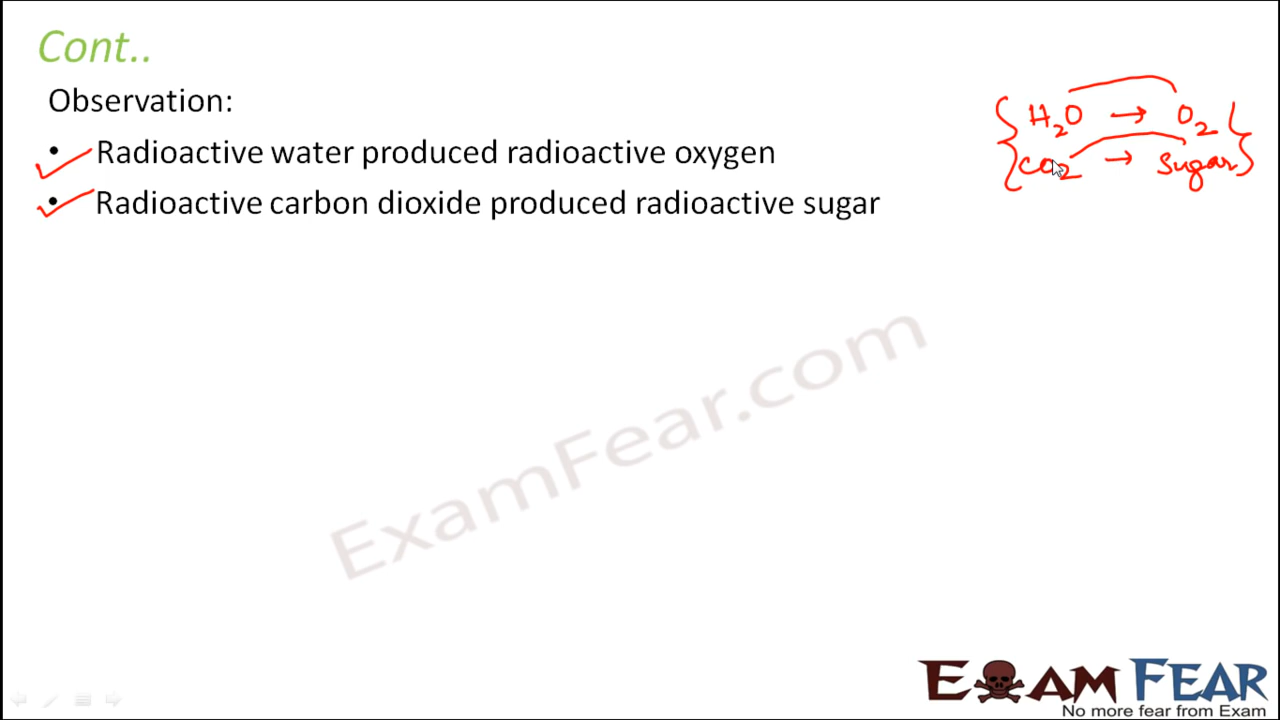 Cont..
Observation:
• Radioactive water produced radioactive oxygen
• Radioactive carbon dioxide produced radioactive sugar
H₂O → O₂
CO₂ → Sugar
ExamFear.com
EXAM FEAR
No more fear from Exam